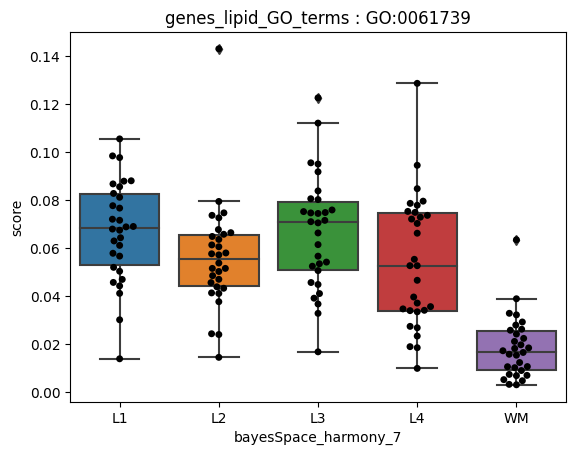 genes_lipid_GO_terms : GO:0061739
score
0.14
0.12
0.10
0.08
0.06
0.04
0.02
0.00
L1 L2 L3 L4 WM
bayesSpace_harmony_7